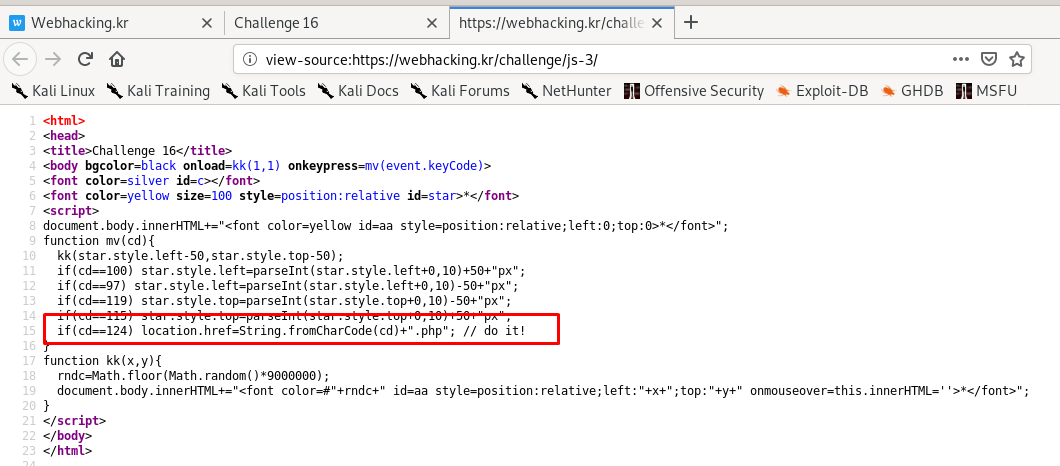 Webhacking.kr
Challenge 16
https://webhacking.kr/challe
view-source:https://webhacking.kr/challenge/js-3/
Kali Linux Kali Training Kali Tools Kali Docs Kali Forums NetHunter Offensive Security Exploit-DB GHDB MSFU
1 <html>
2 <head>
3 <title>Challenge 16</title>
4 <body bgcolor=black onload=kk(1,1) onkeypress=mv(event.keyCode)>
5 <font color=silver id=c></font>
6 <font color=yellow size=100 style=position:relative id=star>*</font>
7 <script>
8 document.body.innerHTML+="<font color=yellow id=aa style=position:relative;left:0;top:0>*</font>";
9 function mv(cd){
10 kk(star.style.left-50,star.style.top-50);
11 if(cd==100) star.style.left=parseInt(star.style.left+0,10)+50+"px";
12 if(cd==97) star.style.left=parseInt(star.style.left+0,10)-50+"px";
13 if(cd==119) star.style.top=parseInt(star.style.top+0,10)-50+"px";
14 if(cd==115) star.style.top=parseInt(star.style.top+0,10)+50+"px";
15 if(cd==124) location.href=String.fromCharCode(cd)+".php"; // do it!
16 }
17 function kk(x,y){
18 rndc=Math.floor(Math.random()*9000000);
19 document.body.innerHTML+="<font color=#"+rndc+" id=aa style=position:relative;left:"+x+";top:"+y+" onmouseover=this.innerHTML=''>*</font>";
20 }
21 </script>
22 </body>
23 </html>
24